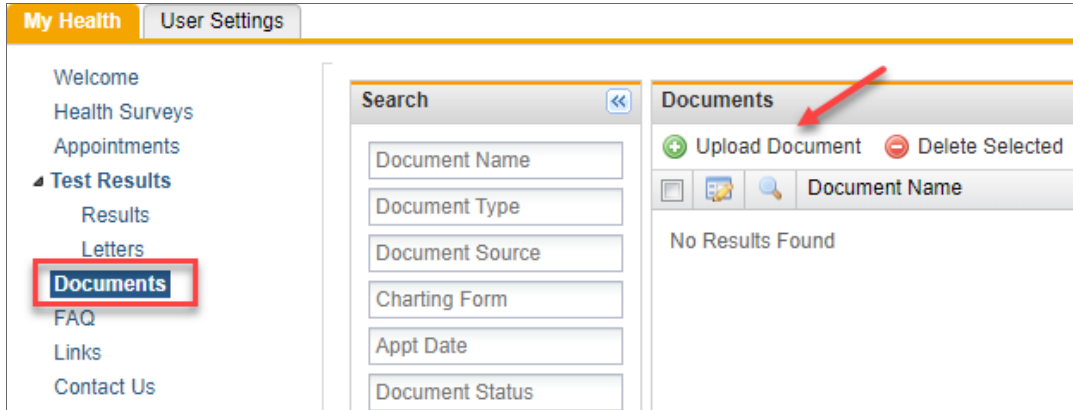 My Health
User Settings
Welcome
Health Surveys
Appointments
Test Results
Results
Letters
Documents
FAQ
Links
Contact Us
Search
Document Name
Document Type
Document Source
Charting Form
Appt Date
Document Status
Documents
Upload Document
Delete Selected
Document Name
No Results Found